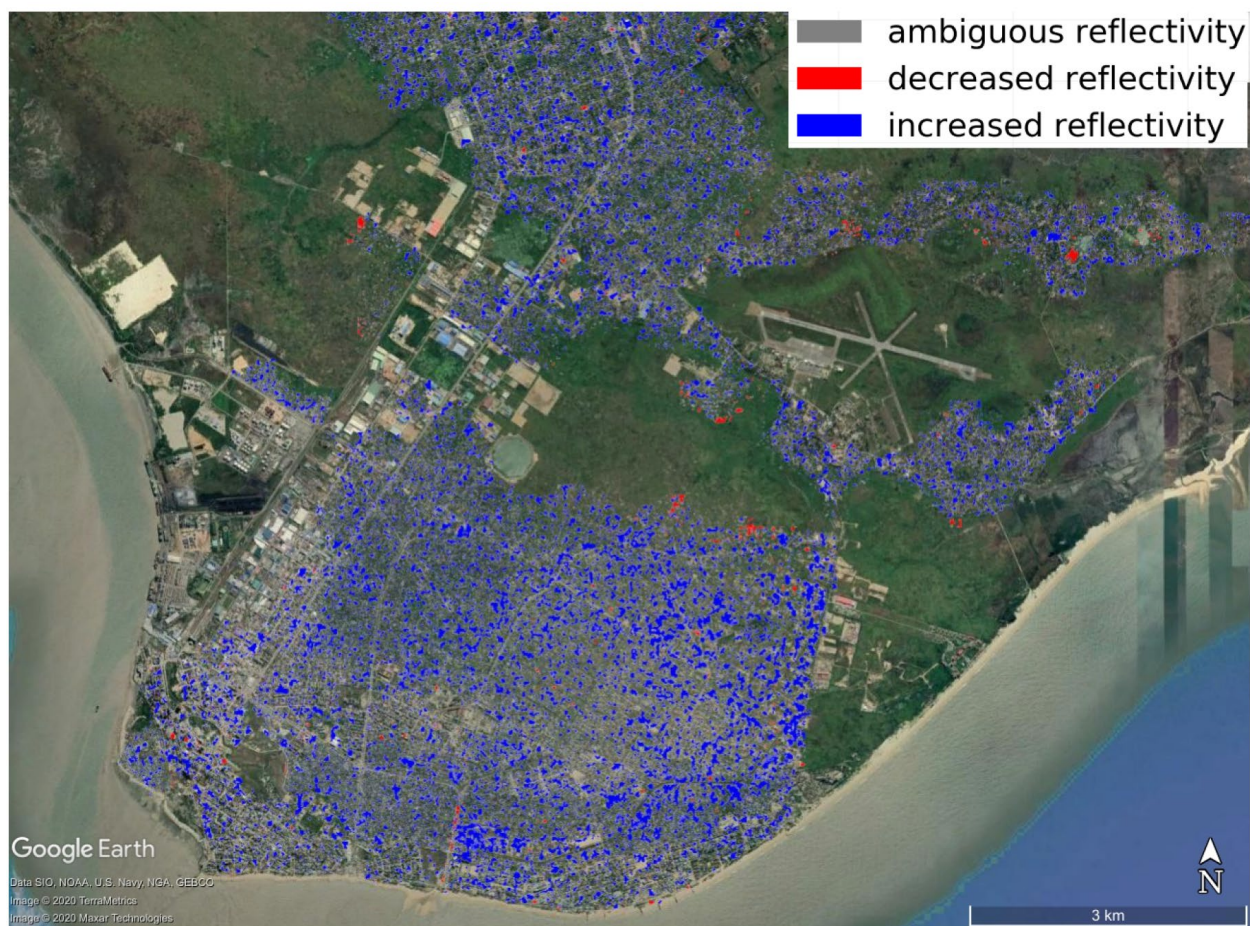 ambiguous reflectivity
decreased reflectivity
increased reflectivity
Google Earth
Data SIO, NOAA, U.S. Navy, NGA, GEBCO
Image © 2020 TerraMetrics
Image © 2020 Maxar Technologies
N
3 km